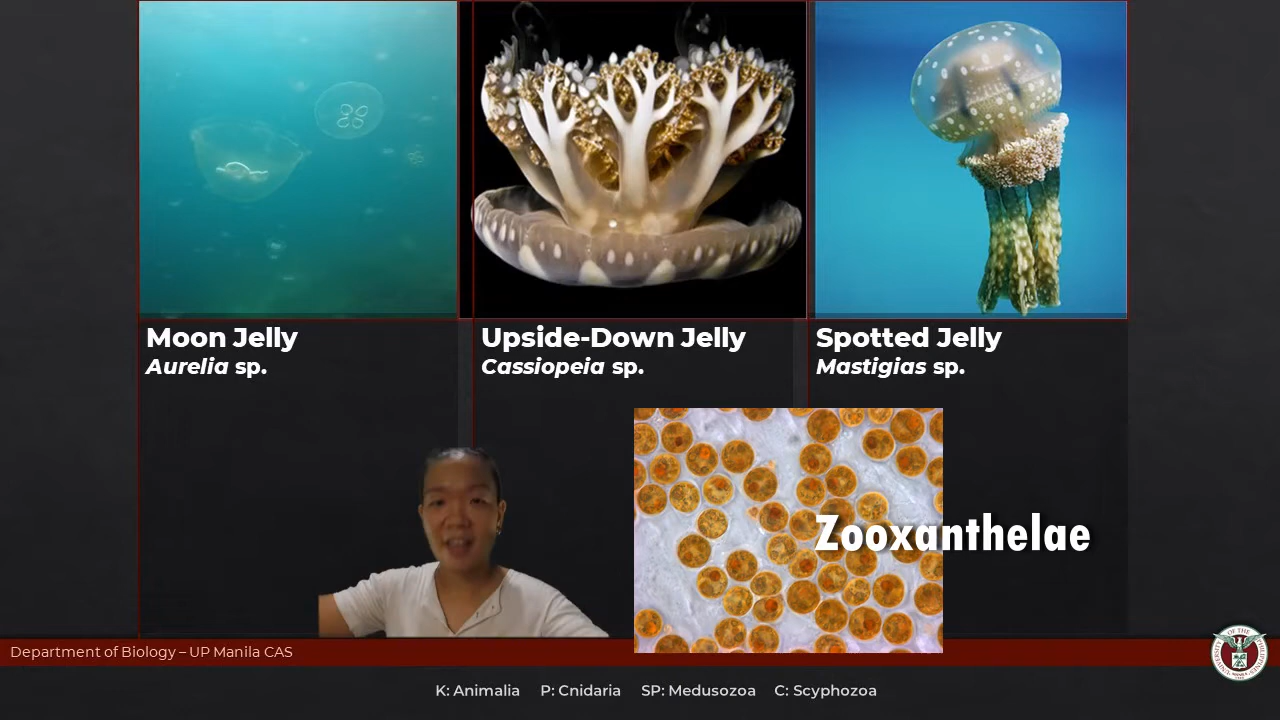 Moon Jelly
Aurelia sp.
Upside-Down Jelly
Cassiopeia sp.
Spotted Jelly
Mastigias sp.
Zooxanthelae
Department of Biology – UP Manila CAS
K: Animalia P: Cnidaria SP: Medusozoa C: Scyphozoa